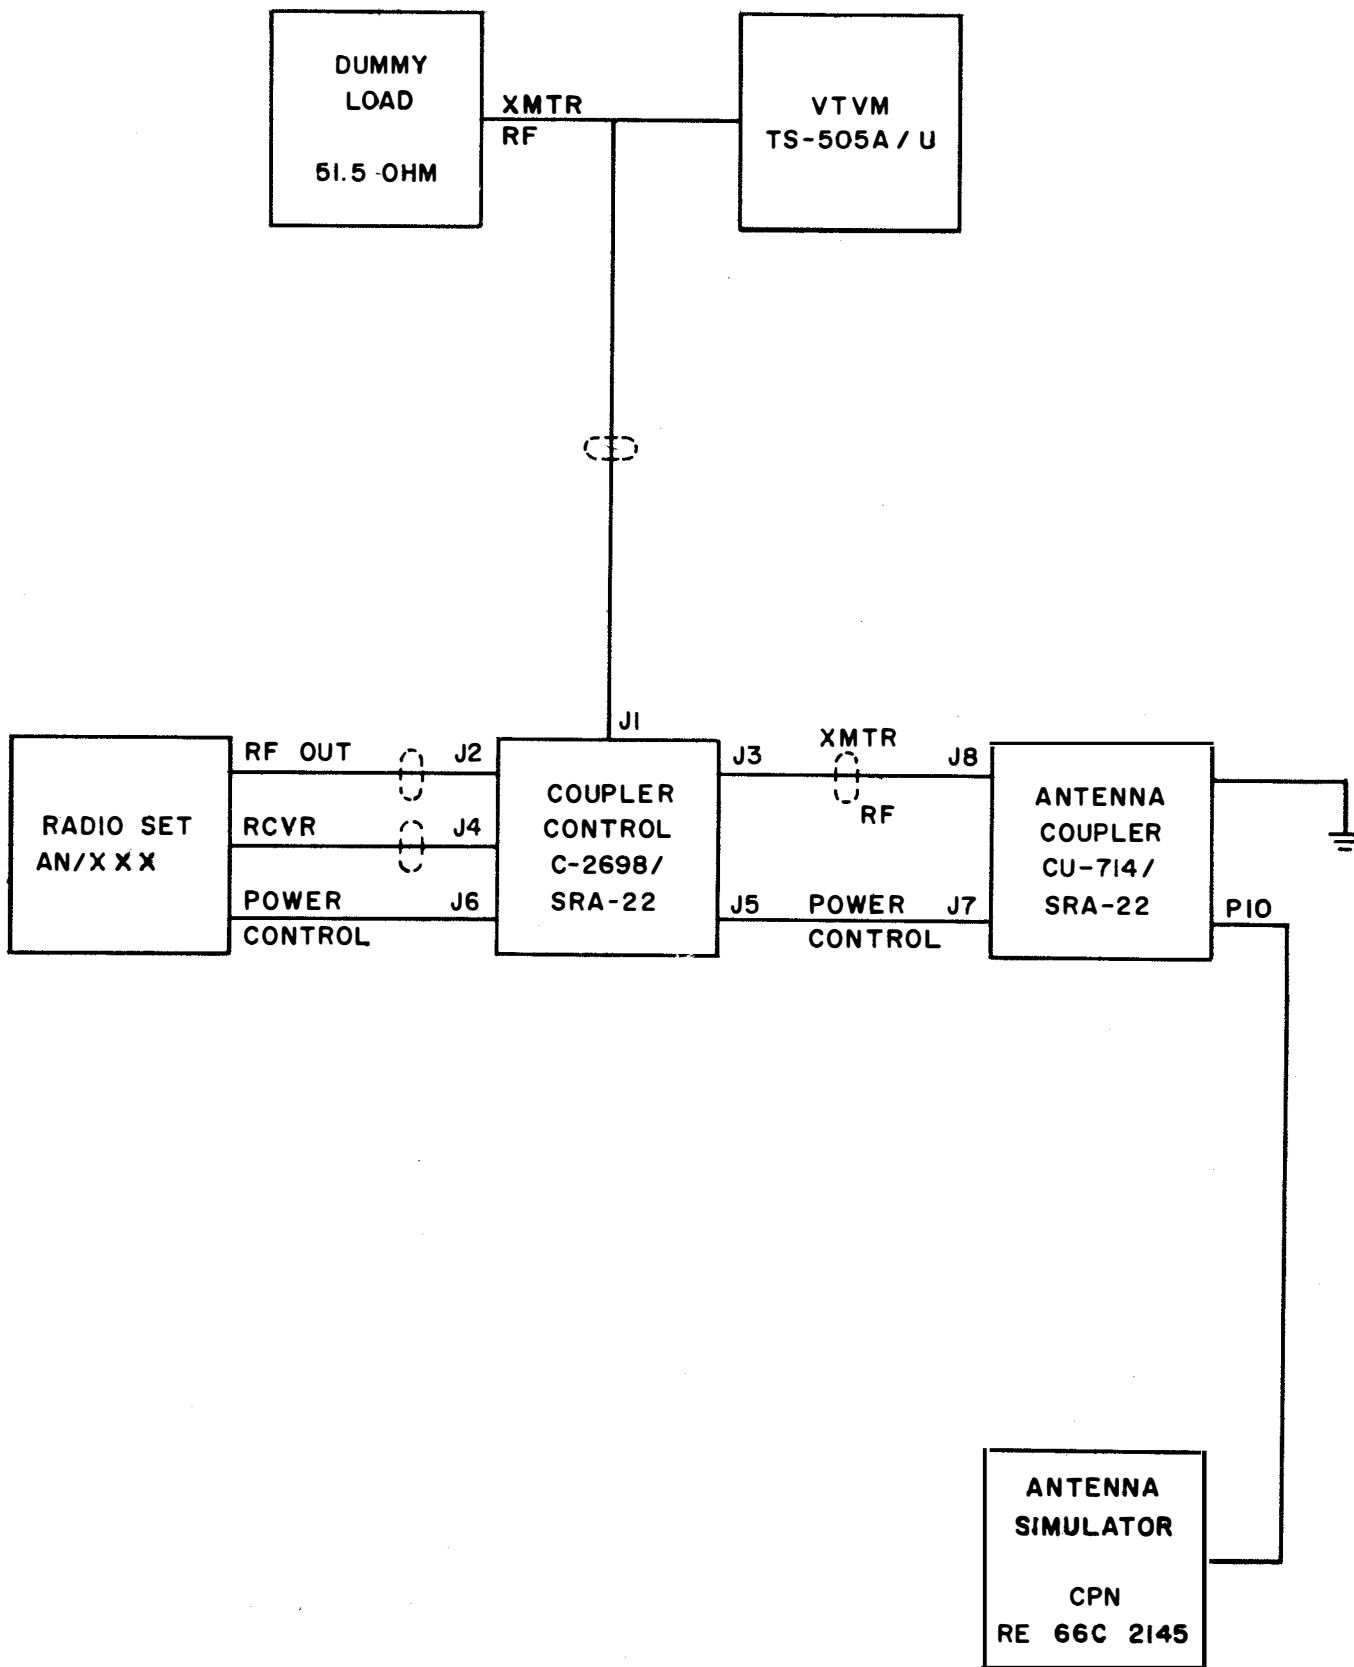 DUMMY
LOAD
51.5 OHM
XMTR
RF
VTVM
TS-505A / U
J1
RADIO SET
AN/XXX
RF OUT
J2
RCVR
J4
POWER
CONTROL
J6
COUPLER
CONTROL
C-2698/
SRA-22
J3
XMTR
RF
J8
J5
POWER
CONTROL
J7
ANTENNA
COUPLER
CU-714/
SRA-22
P10
ANTENNA
SIMULATOR
CPN
RE 66C 2145